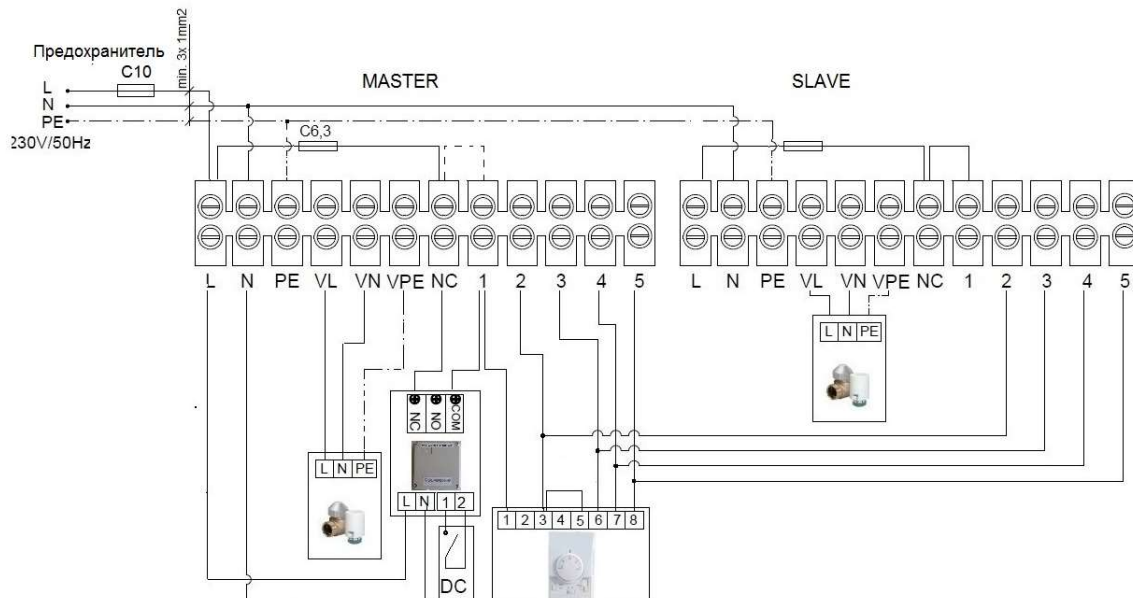 Предохранитель
C10
min. 3x 1mm2
L
N
PE
230V/50Hz
MASTER
SLAVE
C6,3
L N PE VL VN VPE NC 1 2 3 4 5
L N PE VL VN VPE NC 1 2 3 4 5
L N PE
NC NO COM
L N PE
L N 1 2
1 2 3 4 5 6 7 8
DC